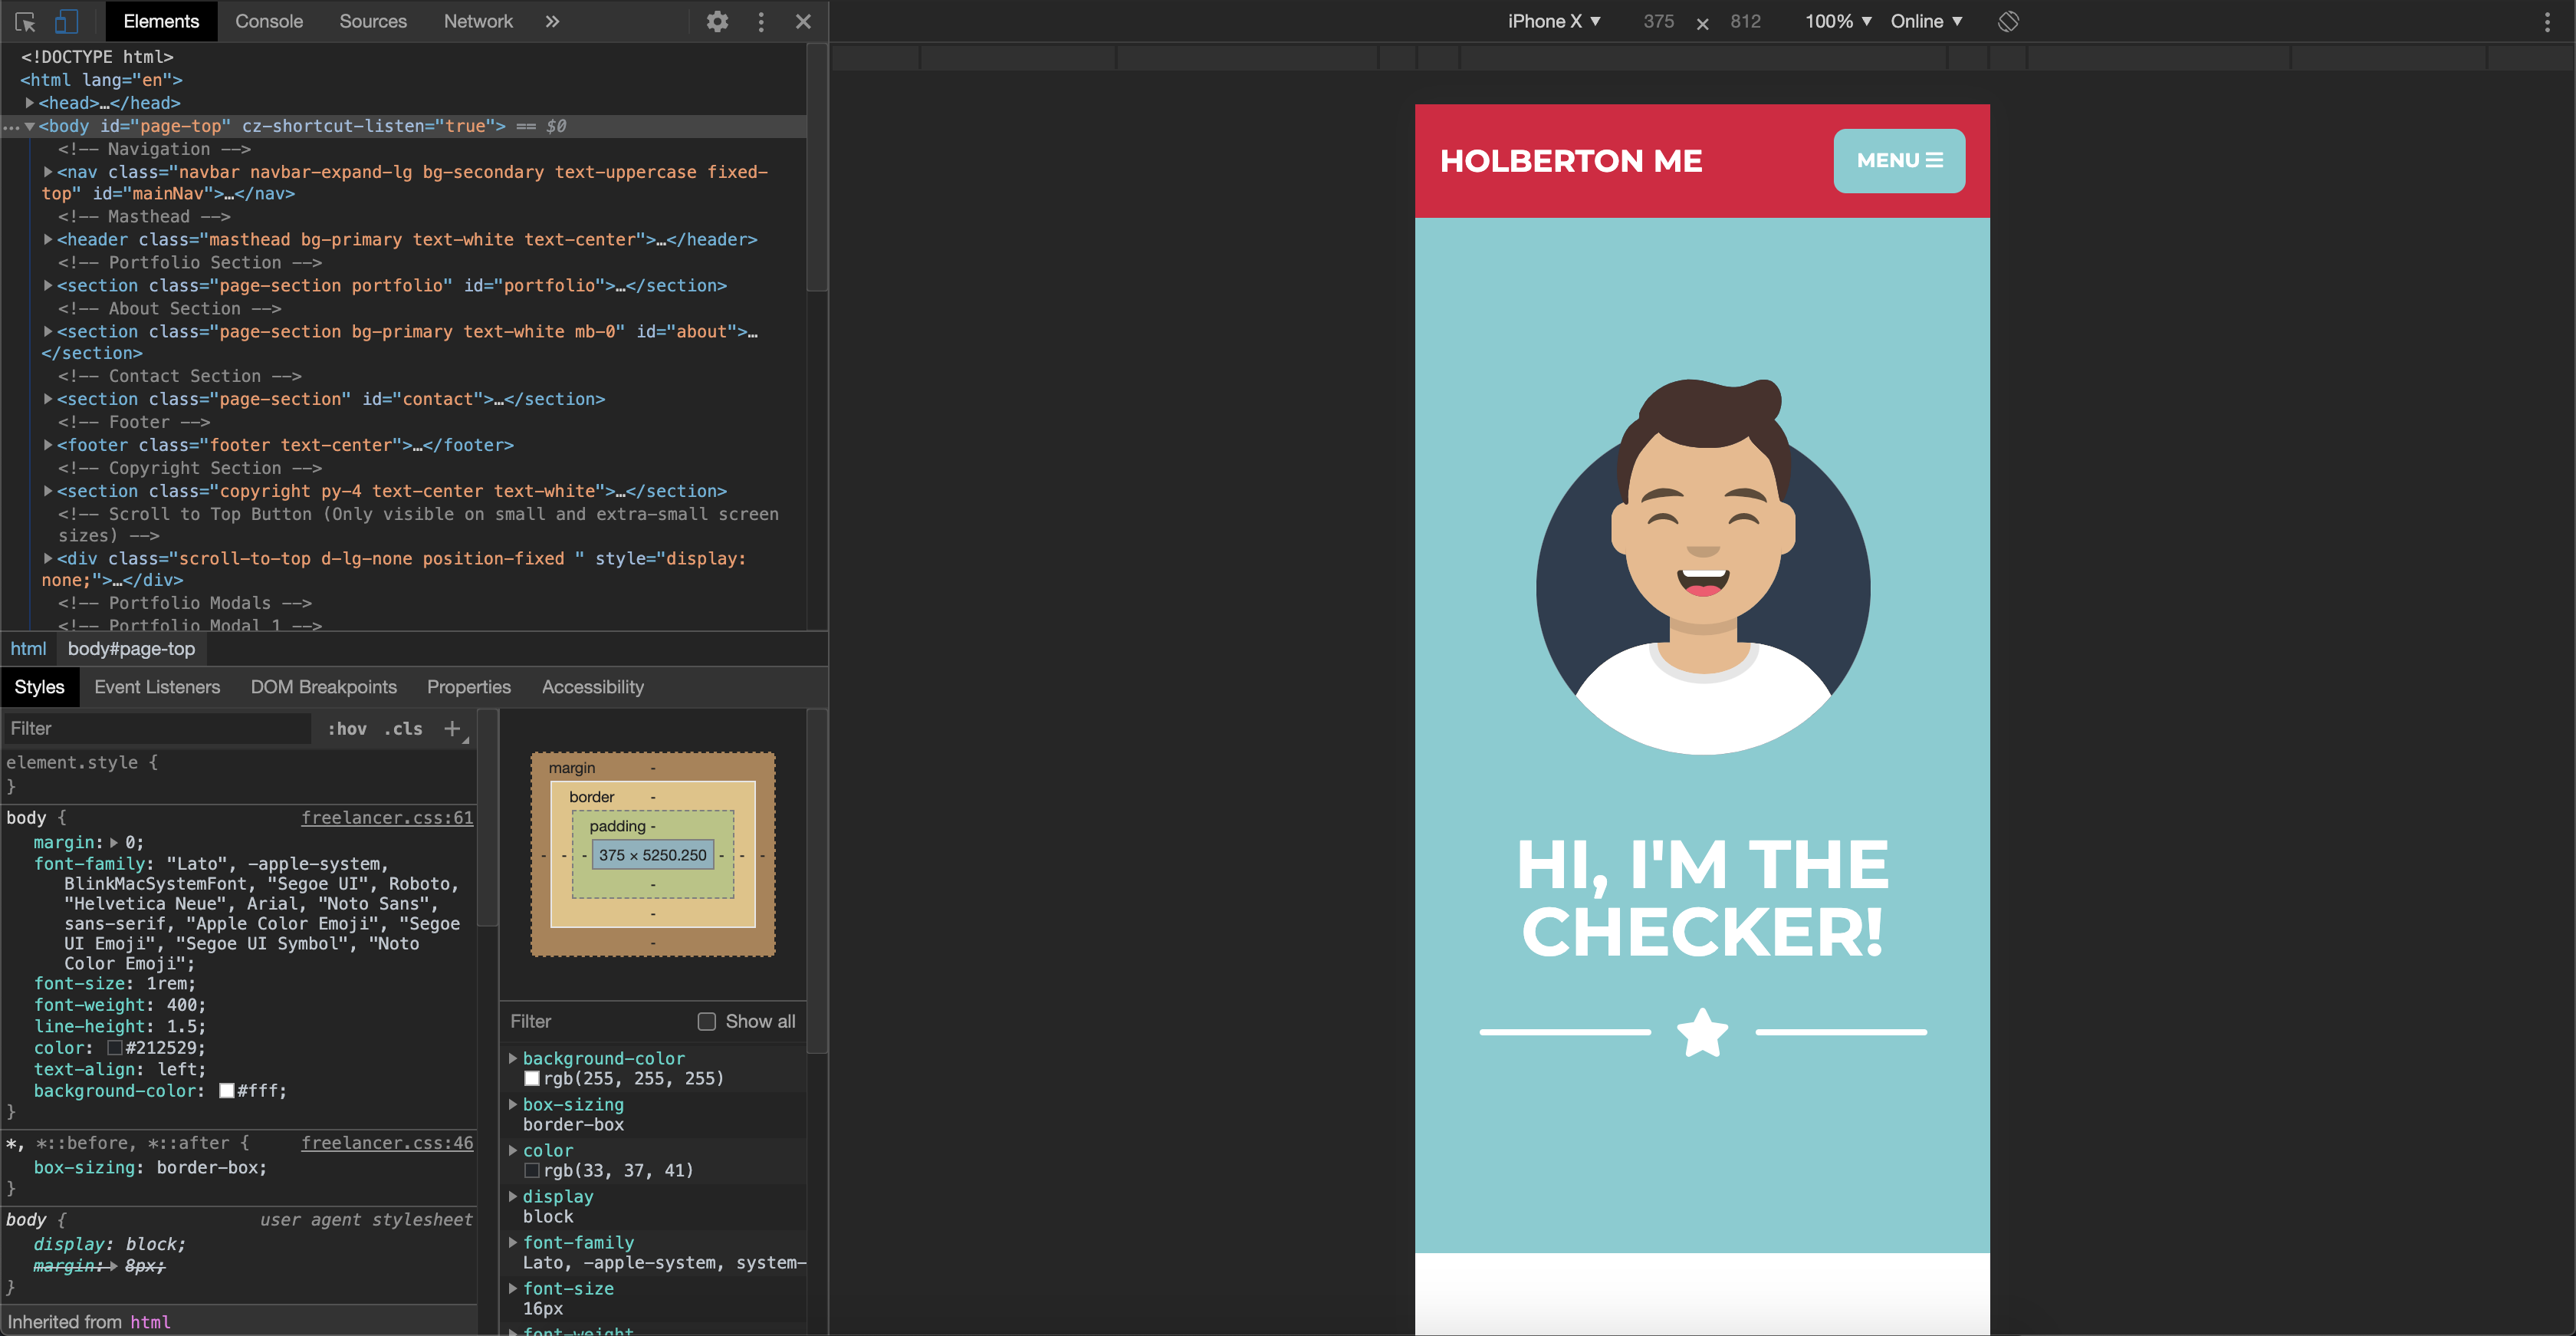 Elements Console Sources Network »
<!DOCTYPE html>
<html lang="en">
<head>…</head>
<body id="page-top" cz-shortcut-listen="true"> == $0
<!-- Navigation -->
<nav class="navbar navbar-expand-lg bg-secondary text-uppercase fixed-
top" id="mainNav">…</nav>
<!-- Masthead -->
<header class="masthead bg-primary text-white text-center">…</header>
<!-- Portfolio Section -->
<section class="page-section portfolio" id="portfolio">…</section>
<!-- About Section -->
<section class="page-section bg-primary text-white mb-0" id="about">…
</section>
<!-- Contact Section -->
<section class="page-section" id="contact">…</section>
<!-- Footer -->
<footer class="footer text-center">…</footer>
<!-- Copyright Section -->
<section class="copyright py-4 text-center text-white">…</section>
<!-- Scroll to Top Button (Only visible on small and extra-small screen
sizes) -->
<div class="scroll-to-top d-lg-none position-fixed " style="display:
none;">…</div>
<!-- Portfolio Modals -->
<!-- Portfolio Modal 1 -->
html body#page-top
Styles Event Listeners DOM Breakpoints Properties Accessibility
Filter :hov .cls +
element.style {
}
body { freelancer.css:61
margin: 0;
font-family: "Lato", -apple-system,
BlinkMacSystemFont, "Segoe UI", Roboto,
"Helvetica Neue", Arial, "Noto Sans",
sans-serif, "Apple Color Emoji", "Segoe
UI Emoji", "Segoe UI Symbol", "Noto
Color Emoji";
font-size: 1rem;
font-weight: 400;
line-height: 1.5;
color: #212529;
text-align: left;
background-color: #fff;
}
*, *::before, *::after { freelancer.css:46
box-sizing: border-box;
}
body { user agent stylesheet
display: block;
margin: 8px;
}
Inherited from html
margin -
border -
padding -
- - - 375 × 5250.250 - - -
-
-
-
Filter Show all
background-color
rgb(255, 255, 255)
box-sizing
border-box
color
rgb(33, 37, 41)
display
block
font-family
Lato, -apple-system, system-
font-size
16px
font-weight
iPhone X ▼ 375 × 812 100% ▼ Online ▼
HOLBERTON ME
MENU
HI, I'M THE
CHECKER!